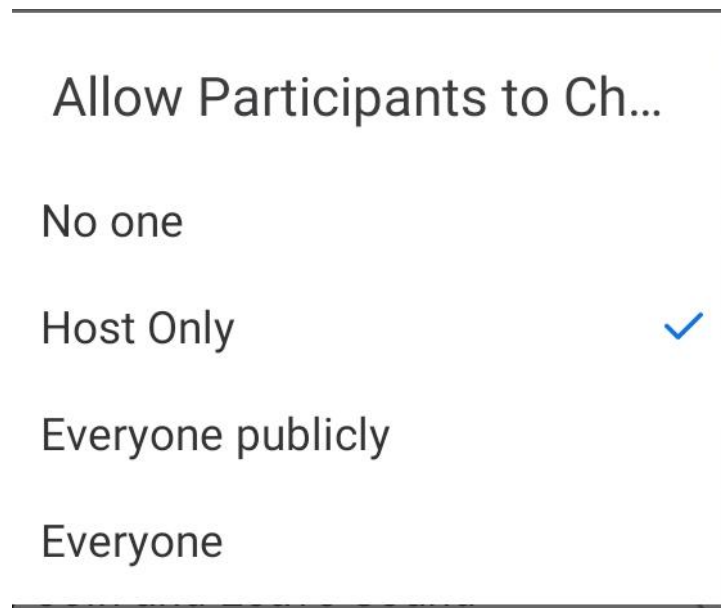 Allow Participants to Ch...
No one
Host Only
Everyone publicly
Everyone